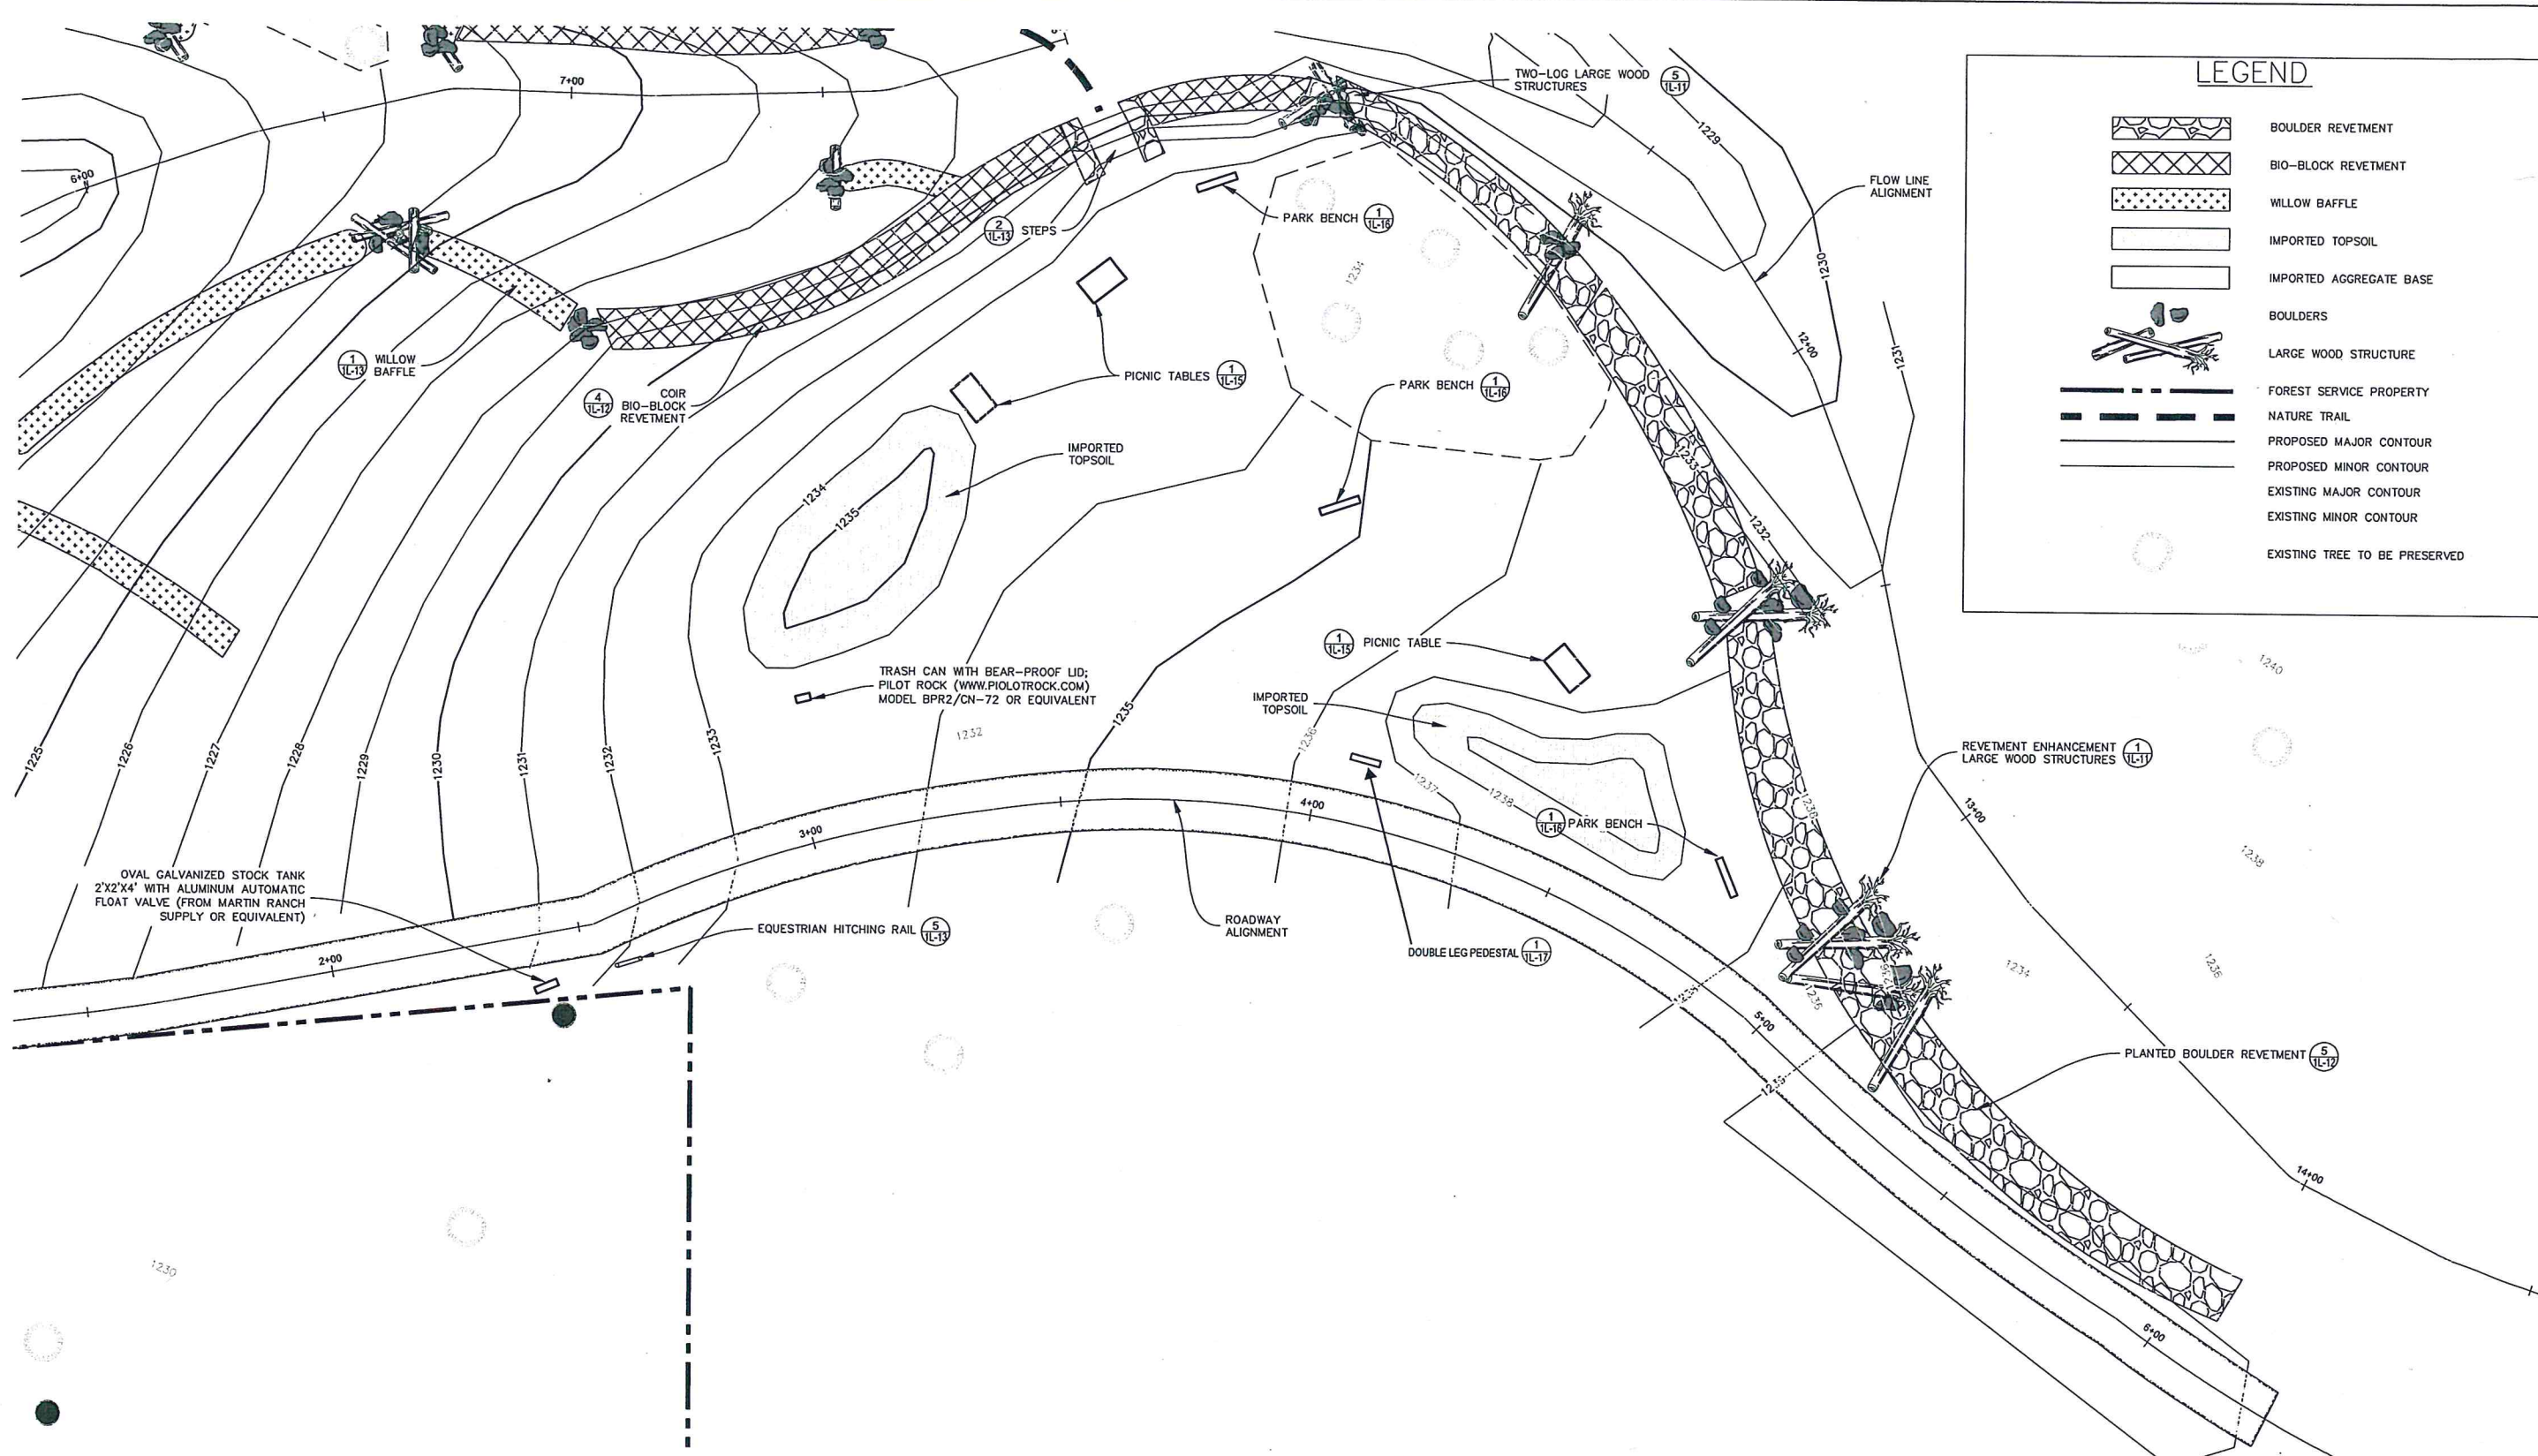 LEGEND
BOULDER REVETMENT
BIO-BLOCK REVETMENT
WILLOW BAFFLE
IMPORTED TOPSOIL
IMPORTED AGGREGATE BASE
BOULDERS
LARGE WOOD STRUCTURE
FOREST SERVICE PROPERTY
NATURE TRAIL
PROPOSED MAJOR CONTOUR
PROPOSED MINOR CONTOUR
EXISTING MAJOR CONTOUR
EXISTING MINOR CONTOUR
EXISTING TREE TO BE PRESERVED
7+00
6+00
TWO-LOG LARGE WOOD
STRUCTURES
5
1L-11
1229
FLOW LINE
ALIGNMENT
1230
12+00
1231
PARK BENCH
1
1L-16
2
1L-13
STEPS
1234
1
1L-13
WILLOW
BAFFLE
4
1L-12
COIR
BIO-BLOCK
REVETMENT
PICNIC TABLES
1
1L-15
PARK BENCH
1
1L-16
IMPORTED
TOPSOIL
1234
1235
1233
1232
1
1L-15
PICNIC TABLE
TRASH CAN WITH BEAR-PROOF LID;
PILOT ROCK (WWW.PIOLOTROCK.COM)
MODEL BPR2/CN-72 OR EQUIVALENT
IMPORTED
TOPSOIL
1240
1225
1226
1227
1228
1229
1230
1231
1232
1233
1232
1235
1236
1237
1238
1
1L-16
PARK BENCH
REVETMENT ENHANCEMENT
LARGE WOOD STRUCTURES
1
1L-11
13+00
1238
1234
1236
1236
3+00
4+00
OVAL GALVANIZED STOCK TANK
2'X2'X4' WITH ALUMINUM AUTOMATIC
FLOAT VALVE (FROM MARTIN RANCH
SUPPLY OR EQUIVALENT)
EQUESTRIAN HITCHING RAIL
5
1L-13
ROADWAY
ALIGNMENT
DOUBLE LEG PEDESTAL
1
1L-17
2+00
5+00
PLANTED BOULDER REVETMENT
5
1L-12
14+00
1230
6+00